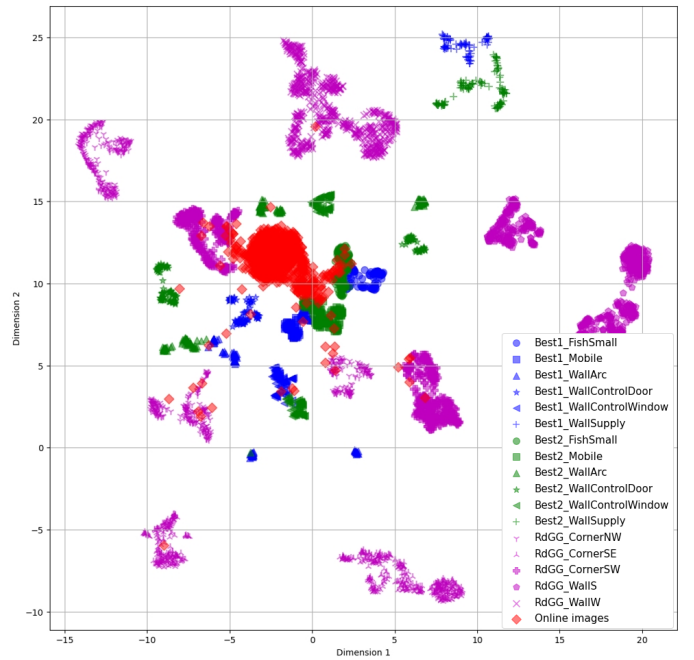 25
20
15
10
5
0
−5
−10
Dimension 2
−15
−10
−5
0
5
10
15
20
Dimension 1
Best1_FishSmall
Best1_Mobile
Best1_WallArc
Best1_WallControlDoor
Best1_WallControlWindow
Best1_WallSupply
Best2_FishSmall
Best2_Mobile
Best2_WallArc
Best2_WallControlDoor
Best2_WallControlWindow
Best2_WallSupply
RdGG_CornerNW
RdGG_CornerSE
RdGG_CornerSW
RdGG_WallS
RdGG_WallW
Online images